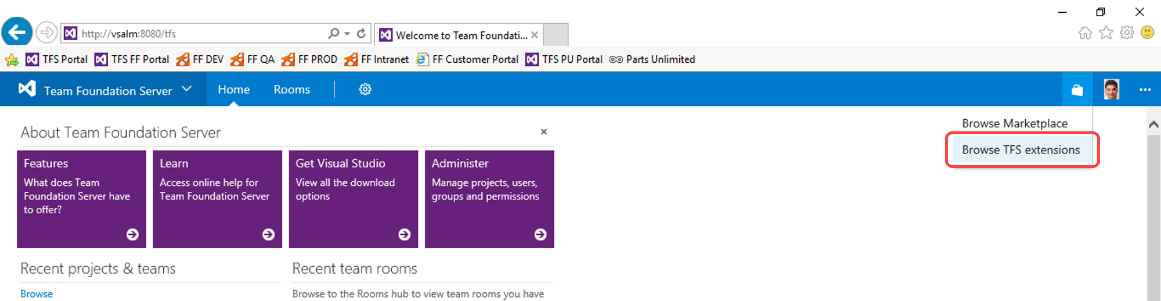 http://vsalm:8080/tfs
Welcome to Team Foundati...
TFS Portal TFS FF Portal FF DEV FF QA FF PROD FF Intranet FF Customer Portal TFS PU Portal Parts Unlimited
Team Foundation Server Home Rooms
Browse Marketplace
Browse TFS extensions
About Team Foundation Server
Features
What does Team
Foundation Server have
to offer?
Learn
Access online help for
Team Foundation Server
Get Visual Studio
View all the download
options
Administer
Manage projects, users,
groups and permissions
Recent projects & teams
Browse
Recent team rooms
Browse to the Rooms hub to view team rooms you have